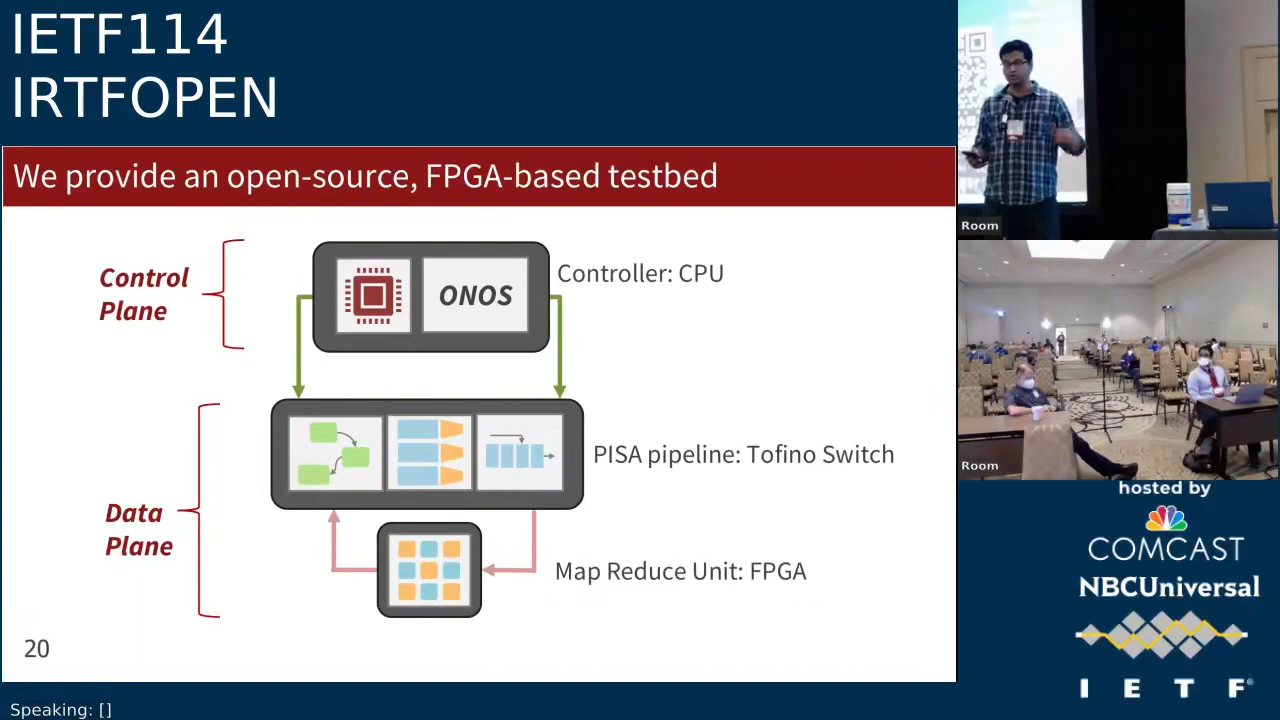 IETF114
IRTFOPEN
We provide an open-source, FPGA-based testbed
Control
Plane
ONOS
Controller: CPU
PISA pipeline: Tofino Switch
Data
Plane
Map Reduce Unit: FPGA
20
Speaking: []
Room
Room
hosted by
COMCAST
NBCUniversal
I E T F®